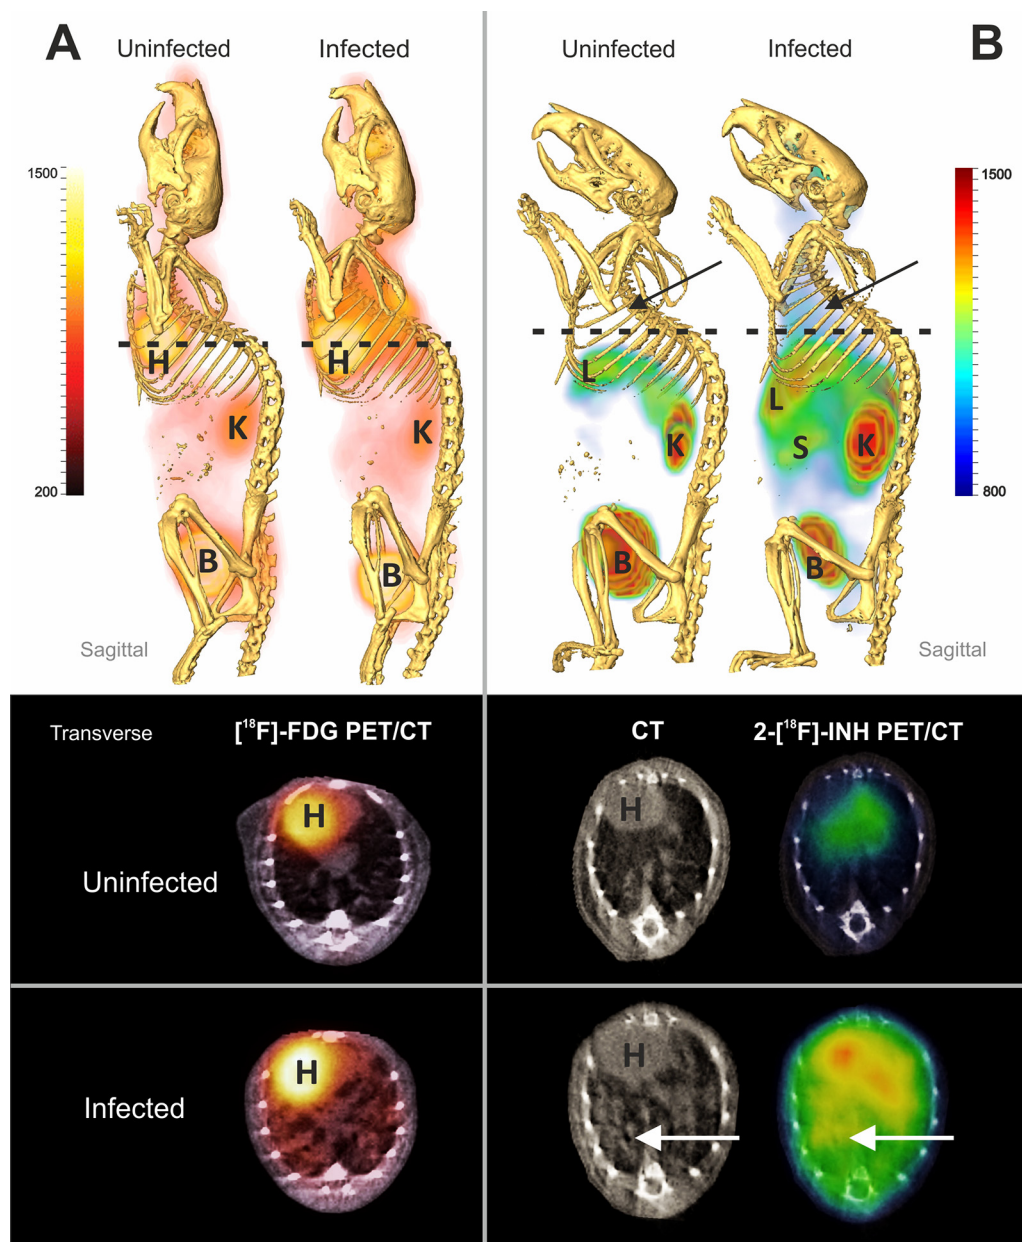 A
Uninfected
Infected
1500
200
H
K
B
H
K
B
Sagittal
B
Uninfected
Infected
1500
800
L
K
B
L
S
K
B
Sagittal
Transverse
[¹⁸F]-FDG PET/CT
CT
2-[¹⁸F]-INH PET/CT
Uninfected
H
H
Infected
H
H